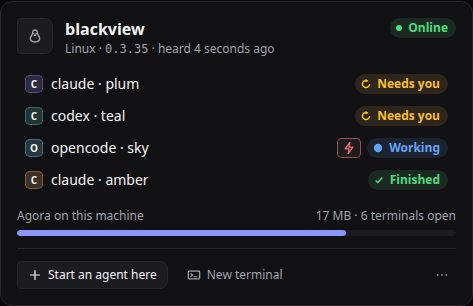 blackview
Online
Linux · 0.3.35 · heard 4 seconds ago
C claude · plum Needs you
C codex · teal Needs you
O opencode · sky Working
C claude · amber Finished
Agora on this machine 17 MB · 6 terminals open
+ Start an agent here New terminal ...